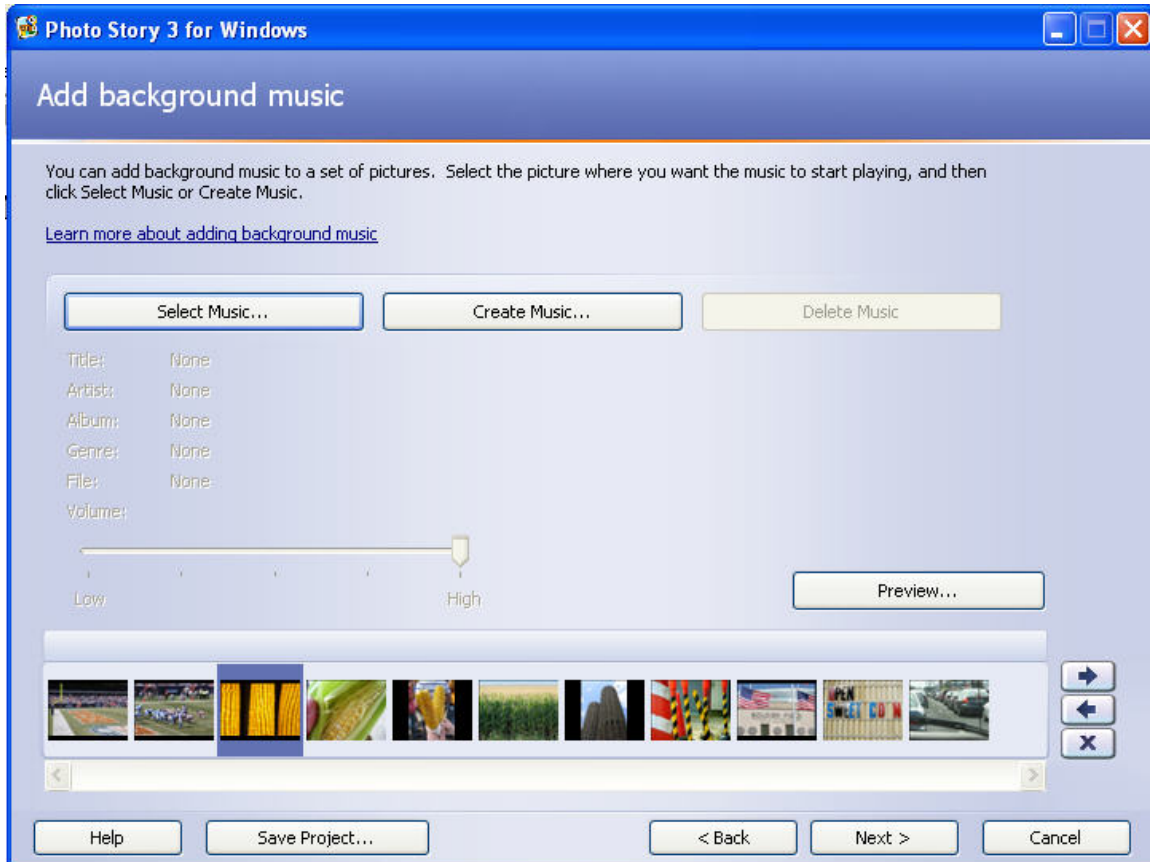 Photo Story 3 for Windows
Add background music
You can add background music to a set of pictures. Select the picture where you want the music to start playing, and then
click Select Music or Create Music.
Learn more about adding background music
Select Music... Create Music... Delete Music
Title: None
Artist: None
Album: None
Genre: None
File: None
Volume:
Low High
Preview...
OPEN
SWEET CORN
Help Save Project... < Back Next > Cancel